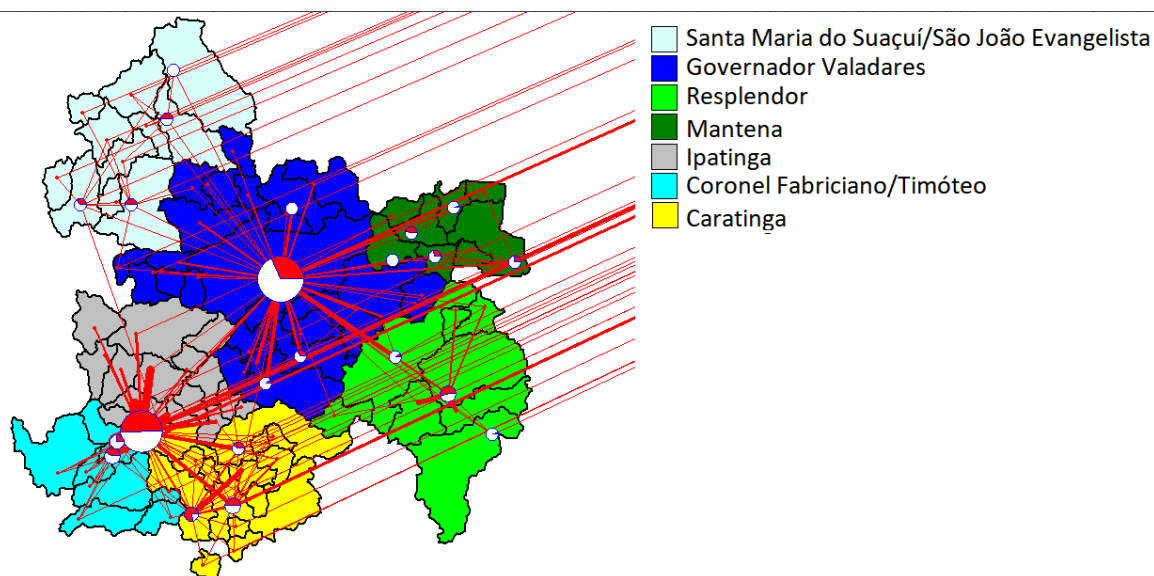 Santa Maria do Suaçuí/São João Evangelista
Governador Valadares
Resplendor
Mantena
Ipatinga
Coronel Fabriciano/Timóteo
Caratinga